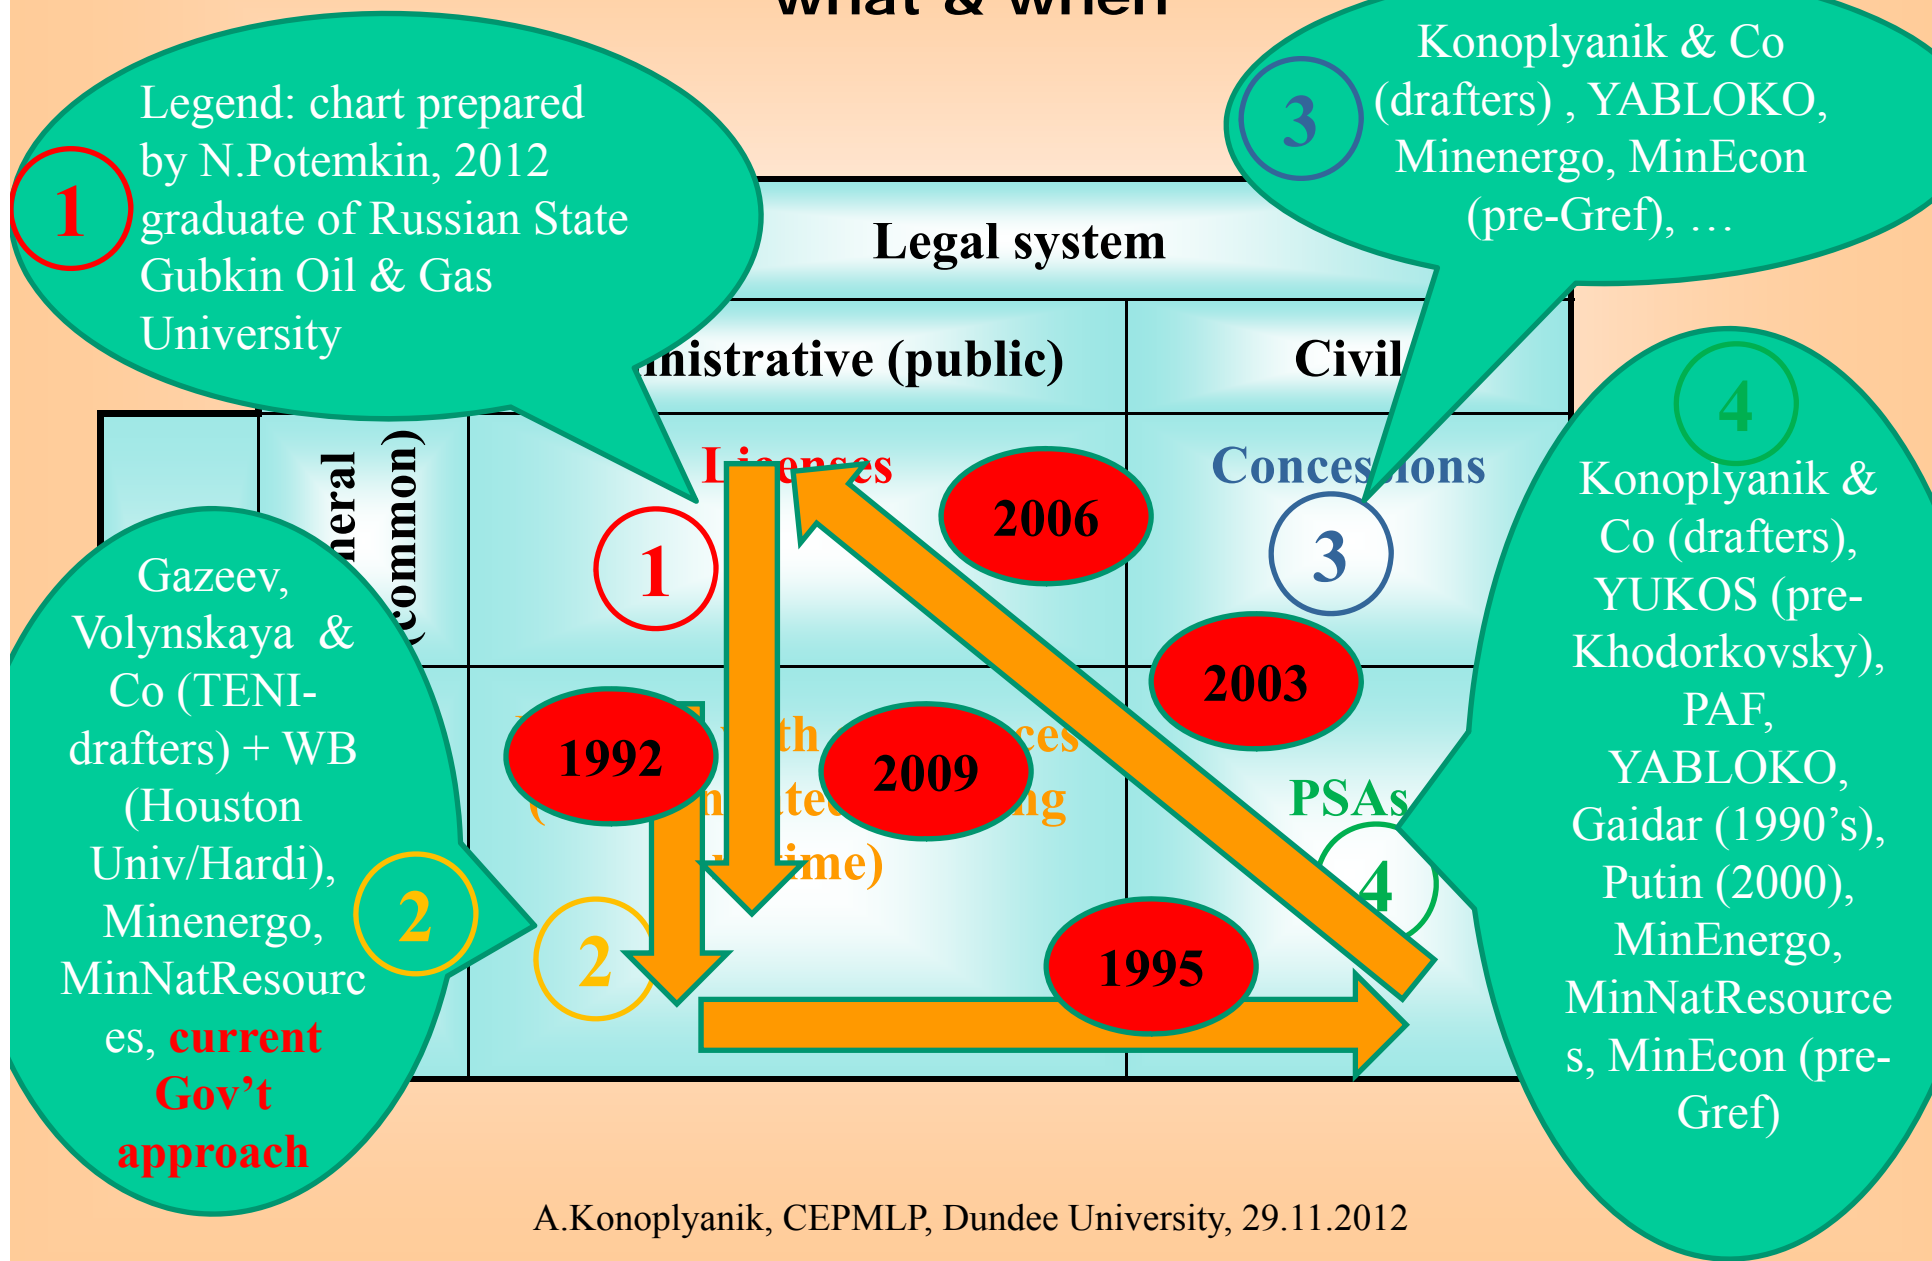 what & when
1
Legend: chart prepared
by N.Potemkin, 2012
graduate of Russian State
Gubkin Oil & Gas
University
3
Konoplyanik & Co
(drafters) , YABLOKO,
Minenergo, MinEcon
(pre-Gref), …
Legal system
(public)
Civil
(common)
Licenses
1
2006
Concessions
3
2003
1992
2009
PSAs
4
2
1995
Gazeev,
Volynskaya & 
Co (TENI-
drafters) + WB
(Houston
Univ/Hardi),
Minenergo,
MinNatResourc
es, current
Gov't
approach
2
4
Konoplyanik &
Co (drafters),
YUKOS (pre-
Khodorkovsky),
PAF,
YABLOKO,
Gaidar (1990's),
Putin (2000),
MinEnergo,
MinNatResource
s, MinEcon (pre-
Gref)
A.Konoplyanik, CEPMLP, Dundee University, 29.11.2012